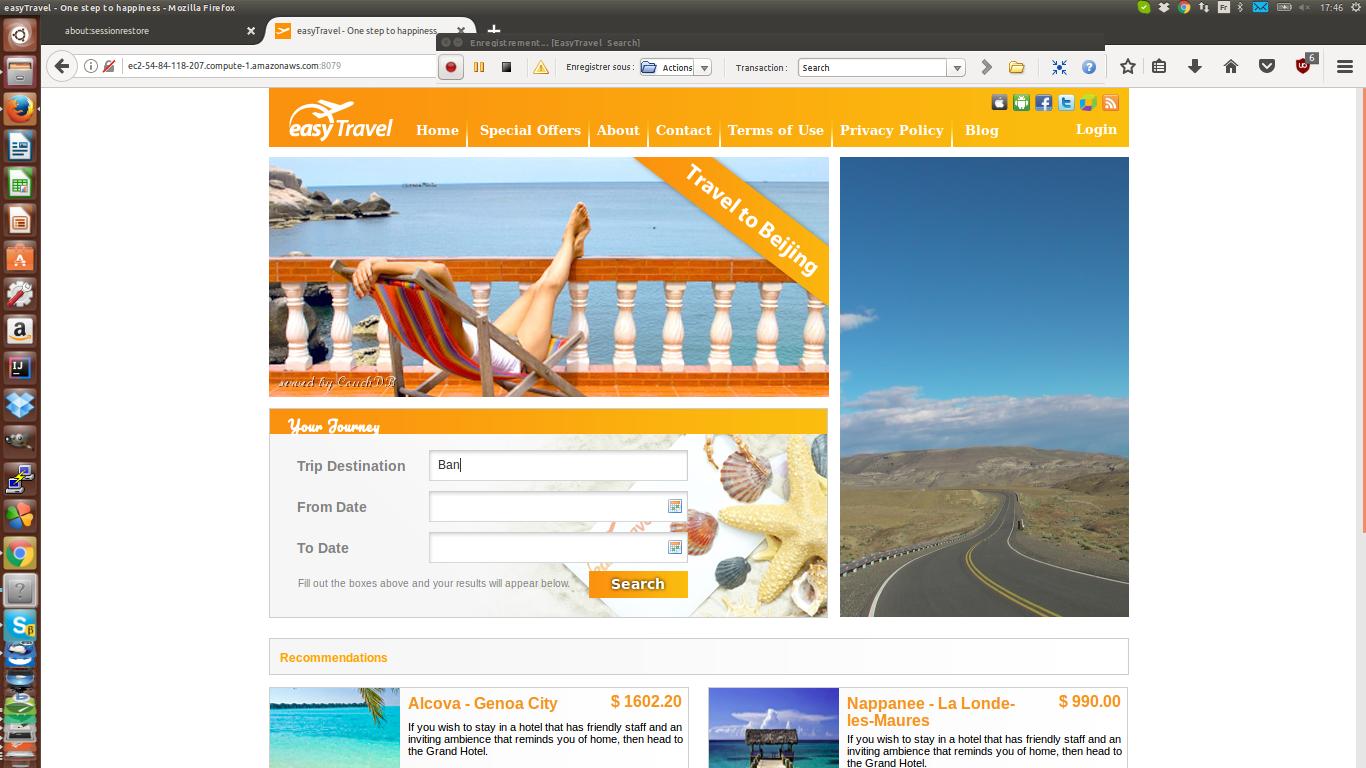 easyTravel - One step to happiness - Mozilla Firefox
Fr
17:46
about:sessionrestore
easyTravel - One step to happiness
Enregistrement... [EasyTravel Search]
ec2-54-84-118-207.compute-1.amazonaws.com:8079
Enregistrer sous :
Actions
Transaction :
Search
6
easyTravel
Home
Special Offers
About
Contact
Terms of Use
Privacy Policy
Blog
Login
Travel to Beijing
powered by CouchDB
Your Journey
Trip Destination
Ban
From Date
To Date
Fill out the boxes above and your results will appear below.
Search
Recommendations
Alcova - Genoa City
$ 1602.20
If you wish to stay in a hotel that has friendly staff and an
inviting ambience that reminds you of home, then head to
the Grand Hotel.
Nappanee - La Londe-
les-Maures
$ 990.00
If you wish to stay in a hotel that has friendly staff and an
inviting ambience that reminds you of home, then head to
the Grand Hotel.